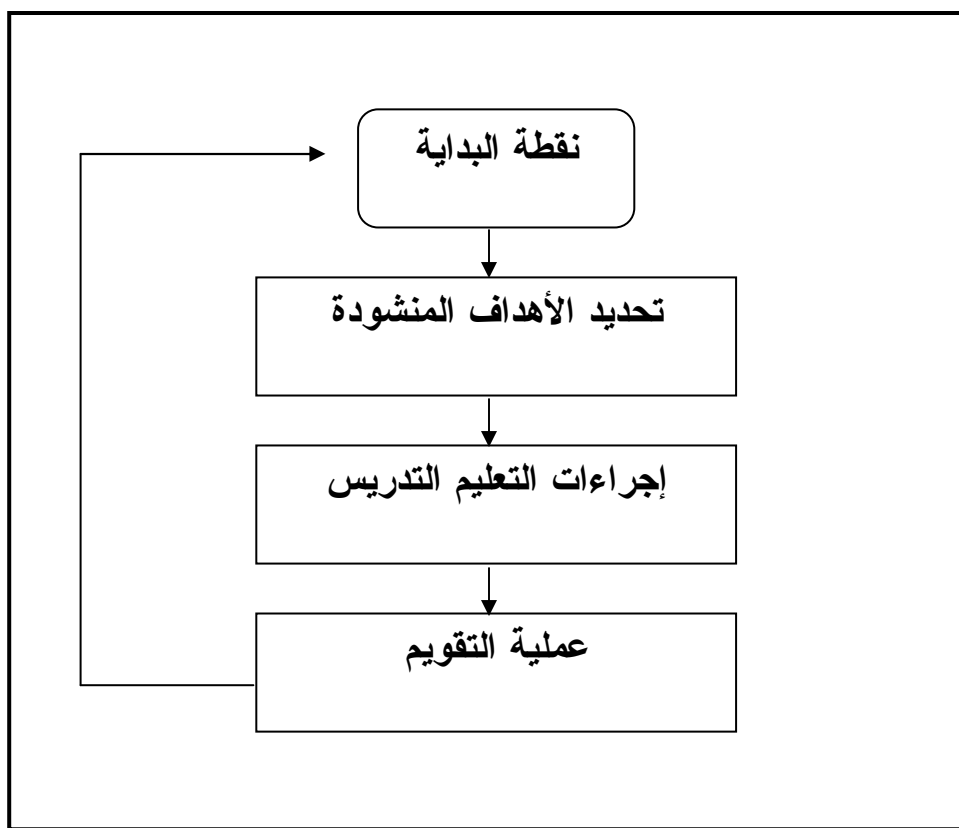 نقطة البداية
تحديد الأهداف المنشودة
إجراءات التعليم التدريس
عملية التقويم